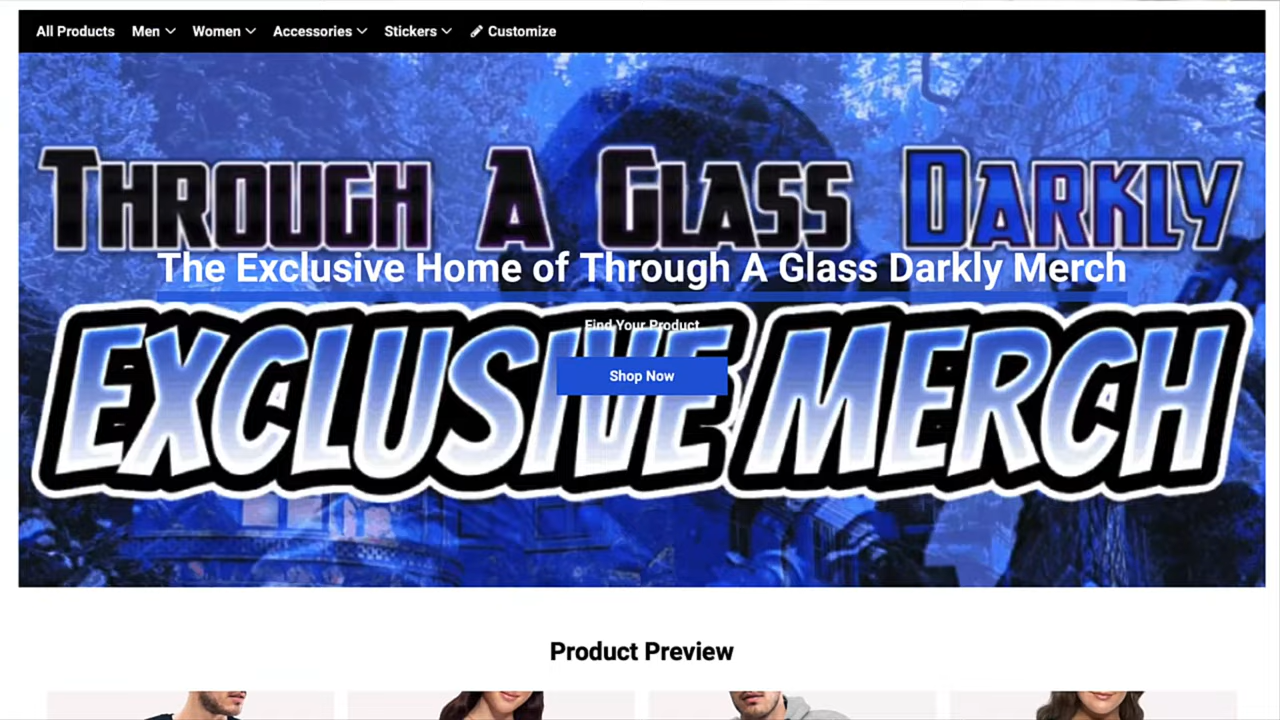 All Products Men Women Accessories Stickers Customize
THROUGH A GLASS DARKLY
The Exclusive Home of Through A Glass Darkly Merch
EXCLUSIVE MERCH
Find Your Product
Shop Now
Product Preview